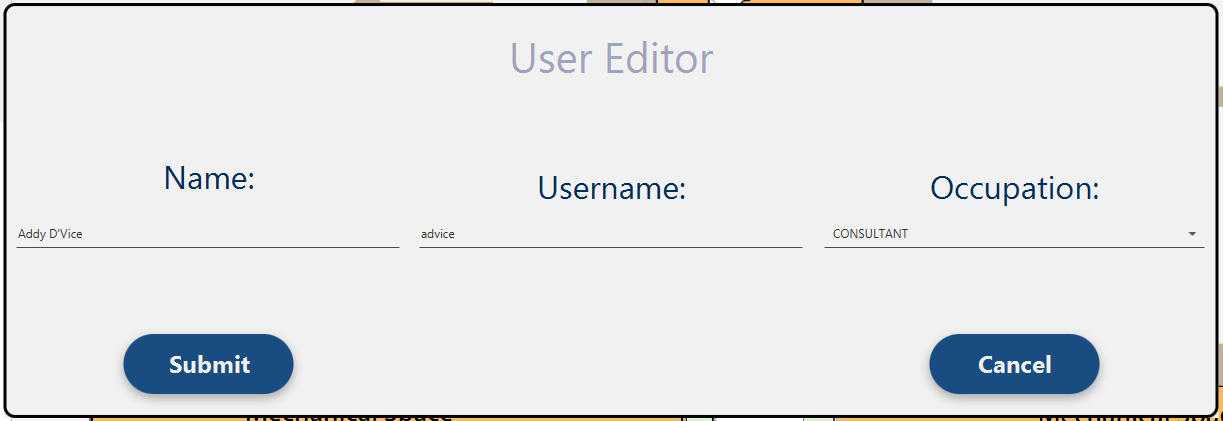 User Editor
Name:
Username:
Occupation:
Addy D'Vice
advice
CONSULTANT
Submit
Cancel